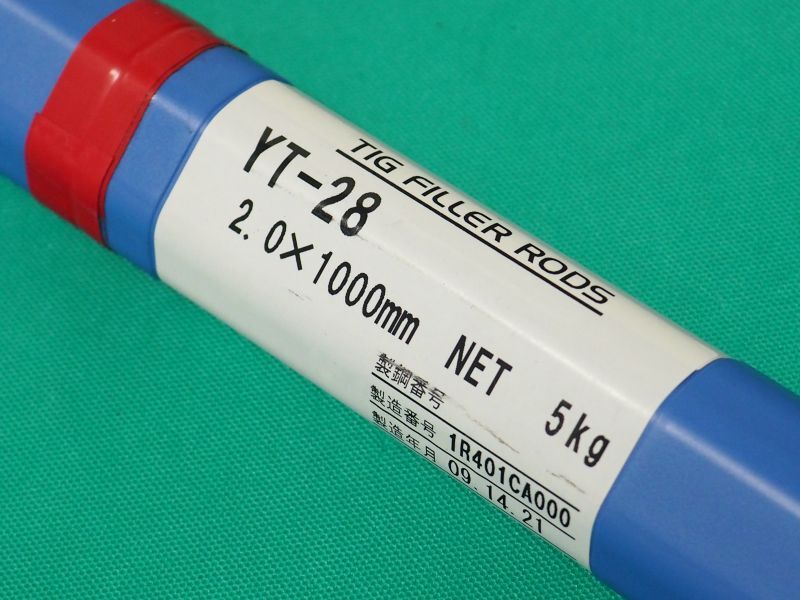 TIG FILLER RODS
YT-28
2.0×1000mm NET 5kg
製鋼番号
製造番号 1R401CA000
製造年月 09.14.21